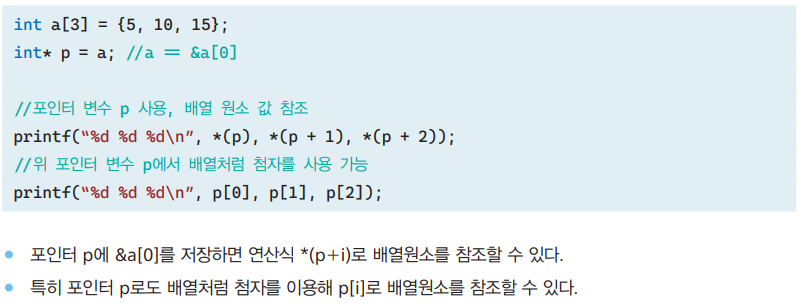 int a[3] = {5, 10, 15};
int* p = a; //a == &a[0]
//포인터 변수 p 사용, 배열 원소 값 참조
printf(“%d %d %d\n”, *(p), *(p + 1), *(p + 2));
//위 포인터 변수 p에서 배열처럼 첨자를 사용 가능
printf(“%d %d %d\n”, p[0], p[1], p[2]);
• 포인터 p에 &a[0]를 저장하면 연산식 *(p+i)로 배열원소를 참조할 수 있다.
• 특히 포인터 p로도 배열처럼 첨자를 이용해 p[i]로 배열원소를 참조할 수 있다.